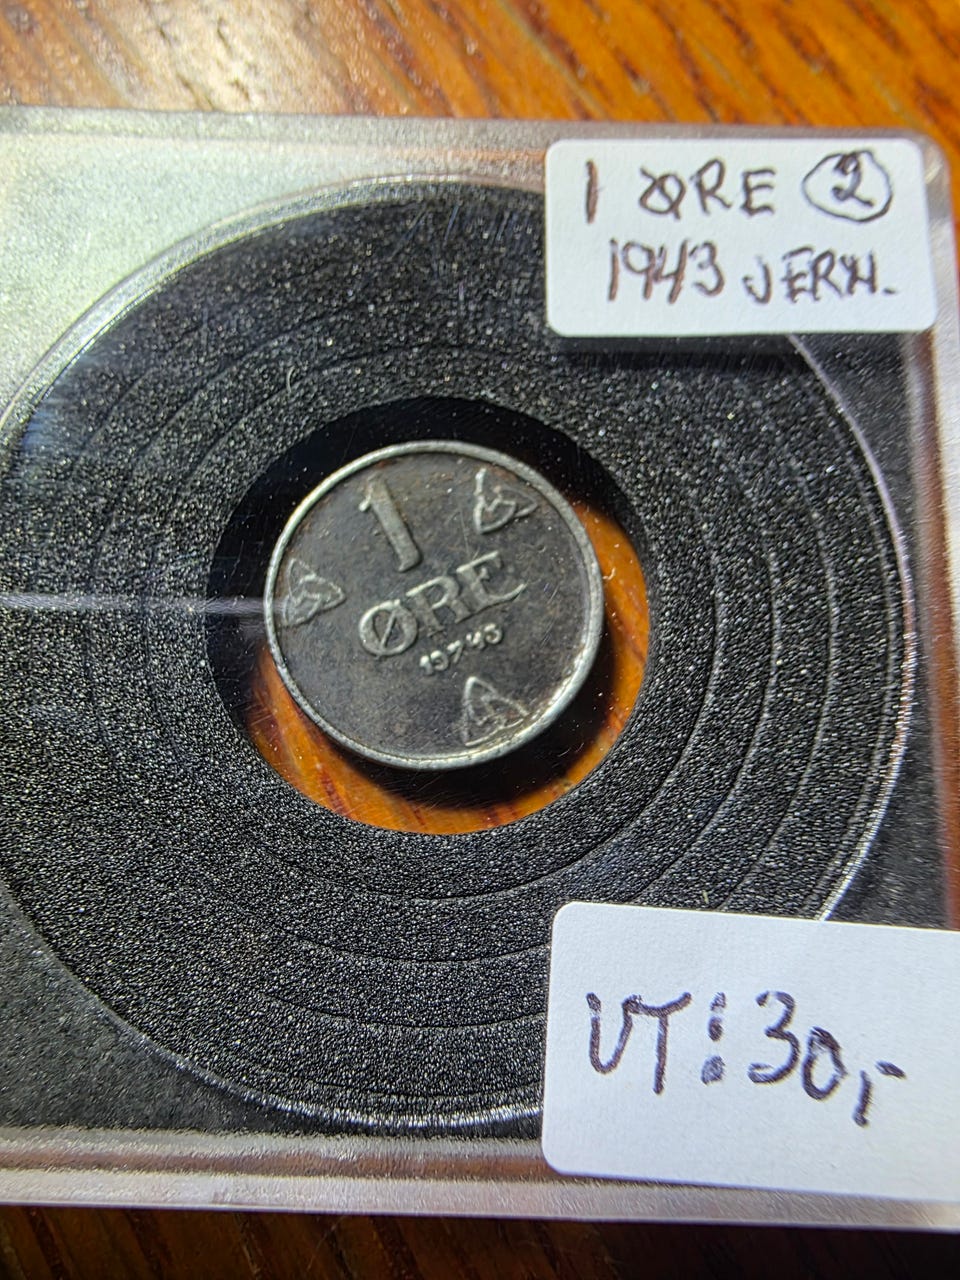 1 ØRE 2
1943 JERN.
1
ØRE
1943
VT: 30,-